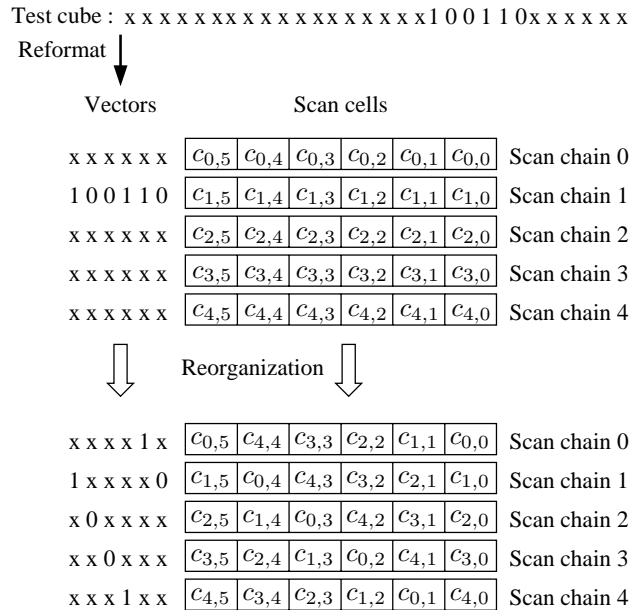 Test cube : x x x x x x x x x x x x x x x x x x x x x x x x x 1 0 0 1 1 0 x x x x x x
Reformat
Vectors Scan cells
x x x x x x c0,5 c0,4 c0,3 c0,2 c0,1 c0,0 Scan chain 0
1 0 0 1 1 0 c1,5 c1,4 c1,3 c1,2 c1,1 c1,0 Scan chain 1
x x x x x x c2,5 c2,4 c2,3 c2,2 c2,1 c2,0 Scan chain 2
x x x x x x c3,5 c3,4 c3,3 c3,2 c3,1 c3,0 Scan chain 3
x x x x x x c4,5 c4,4 c4,3 c4,2 c4,1 c4,0 Scan chain 4
Reorganization
x x x x 1 x c0,5 c4,4 c3,3 c2,2 c1,1 c0,0 Scan chain 0
1 x x x x 0 c1,5 c0,4 c4,3 c3,2 c2,1 c1,0 Scan chain 1
x 0 x x x x c2,5 c1,4 c0,3 c4,2 c3,1 c2,0 Scan chain 2
x x 0 x x x c3,5 c2,4 c1,3 c0,2 c4,1 c3,0 Scan chain 3
x x x 1 x x c4,5 c3,4 c2,3 c1,2 c0,1 c4,0 Scan chain 4